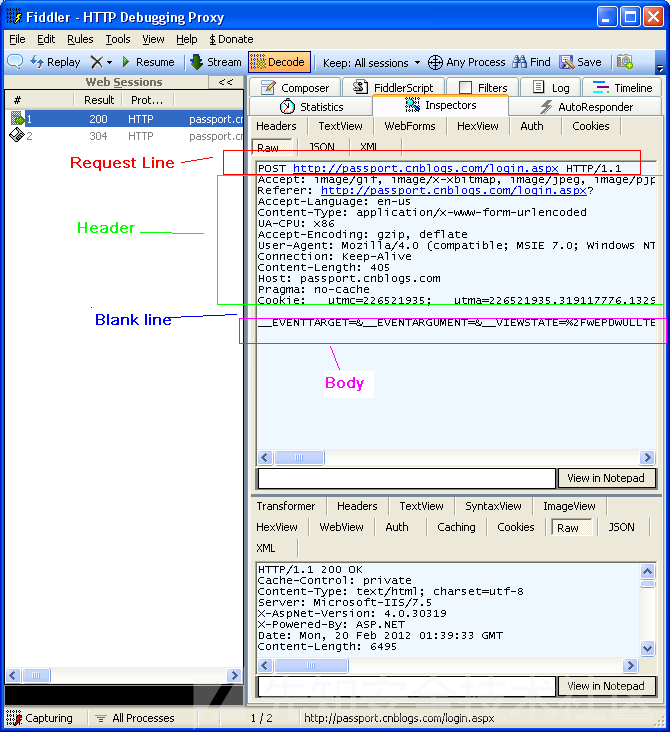 Fiddler - HTTP Debugging Proxy
File Edit Rules Tools View Help $ Donate
Replay Resume Stream Decode Keep: All sessions Any Process Find Save
Web Sessions <<
# Result Prot...
1 200 HTTP passport.cn
2 304 HTTP passport.cn
Composer FiddlerScript Filters Log Timeline
Statistics Inspectors AutoResponder
Headers TextView WebForms HexView Auth Cookies
Raw JSON XML
Request Line
POST http://passport.cnblogs.com/login.aspx HTTP/1.1
Accept: image/gif, image/x-xbitmap, image/jpeg, image/pjp
Referer: http://passport.cnblogs.com/login.aspx?
Accept-Language: en-us
Content-Type: application/x-www-form-urlencoded
UA-CPU: x86
Header
Accept-Encoding: gzip, deflate
User-Agent: Mozilla/4.0 (compatible; MSIE 7.0; Windows NT
Connection: Keep-Alive
Content-Length: 405
Host: passport.cnblogs.com
Pragma: no-cache
Cookie: __utmc=226521935; __utma=226521935.319117776.1329
Blank line
__EVENTTARGET=&__EVENTARGUMENT=&__VIEWSTATE=%2FwEPDwULLTE
Body
View in Notepad
Transformer Headers TextView SyntaxView ImageView
HexView WebView Auth Caching Cookies Raw JSON
XML
HTTP/1.1 200 OK
Cache-Control: private
Content-Type: text/html; charset=utf-8
Server: Microsoft-IIS/7.5
X-AspNet-Version: 4.0.30319
X-Powered-By: ASP.NET
Date: Mon, 20 Feb 2012 01:39:33 GMT
Content-Length: 6495
View in Notepad
Capturing All Processes 1 / 2 http://passport.cnblogs.com/login.aspx